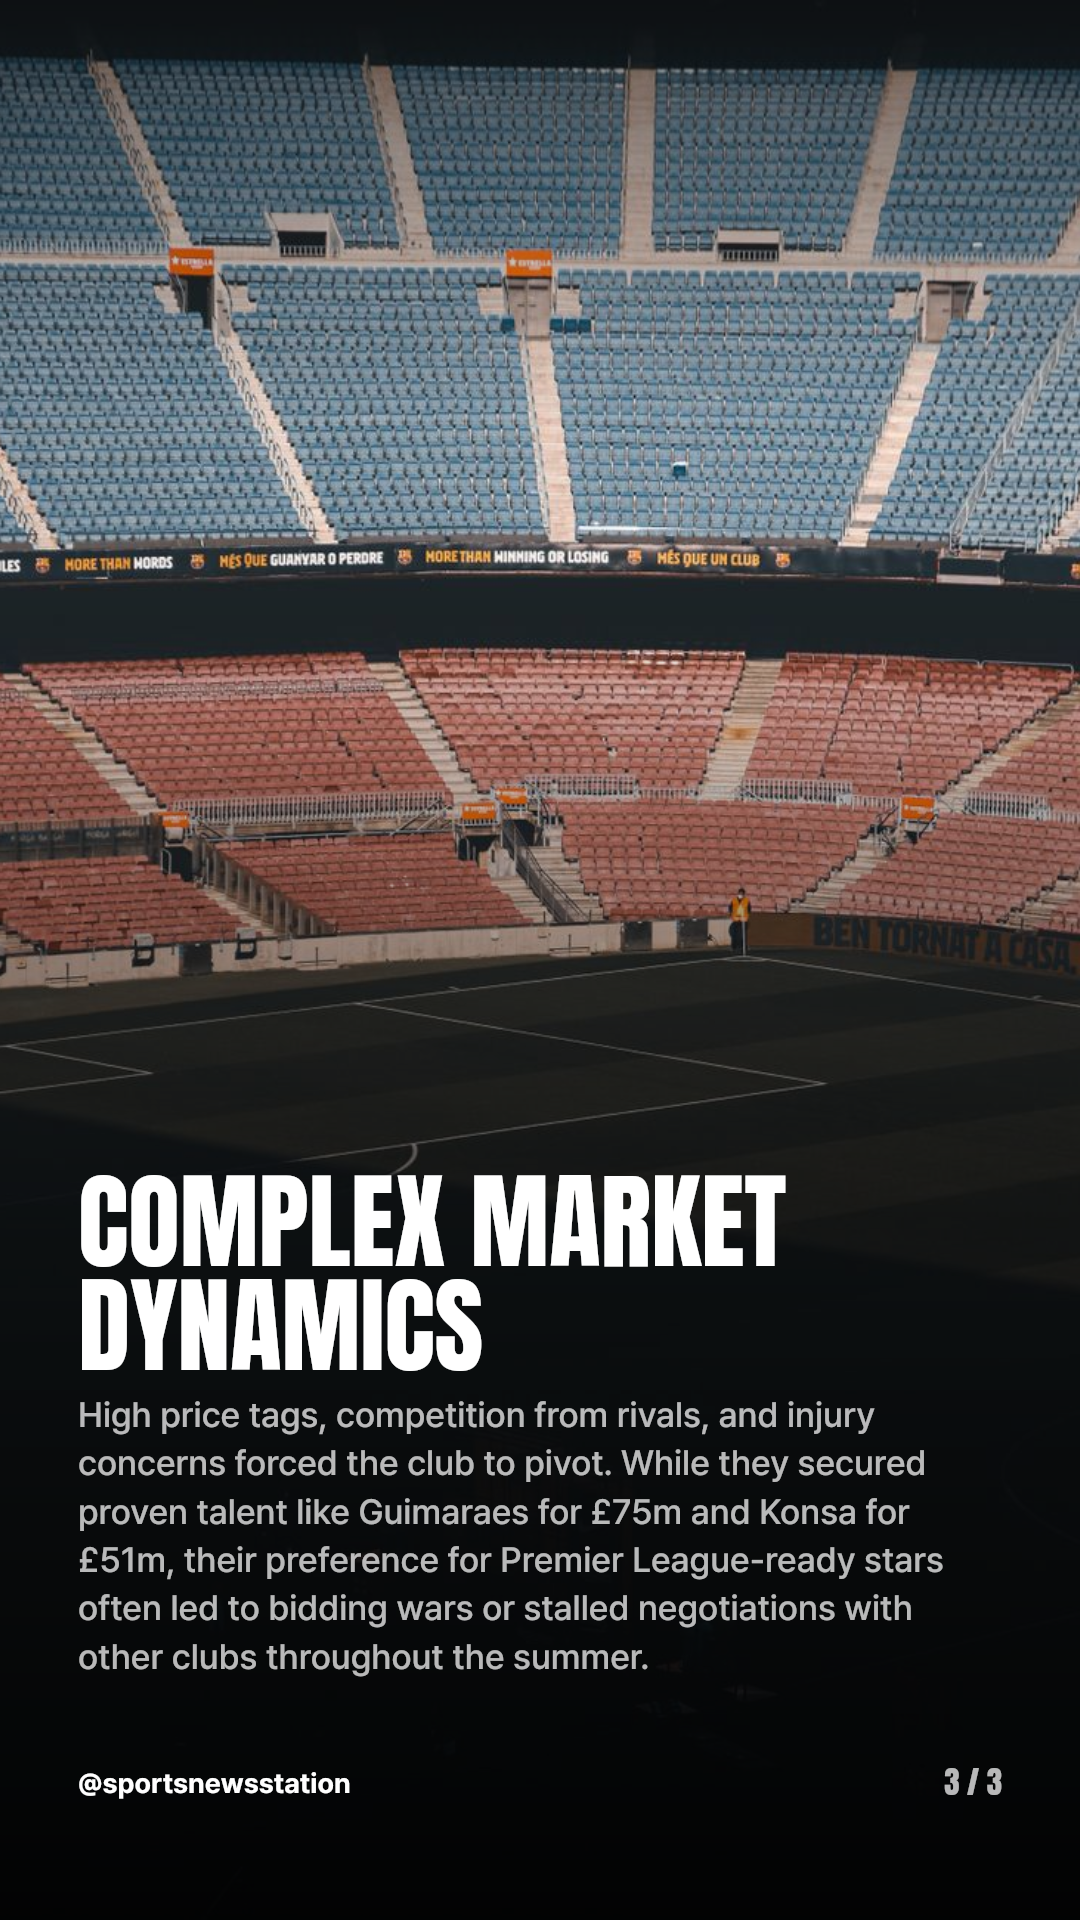 ESTRELLA
ESTRELLA
LES MORE THAN WORDS MÉS QUE GUANYAR O PERDRE MORE THAN WINNING OR LOSING MÉS QUE UN CLUB
BEN TORNAT A CASA.
COMPLEX MARKET
DYNAMICS
High price tags, competition from rivals, and injury
concerns forced the club to pivot. While they secured
proven talent like Guimaraes for £75m and Konsa for
£51m, their preference for Premier League-ready stars
often led to bidding wars or stalled negotiations with
other clubs throughout the summer.
@sportsnewsstation
3 / 3